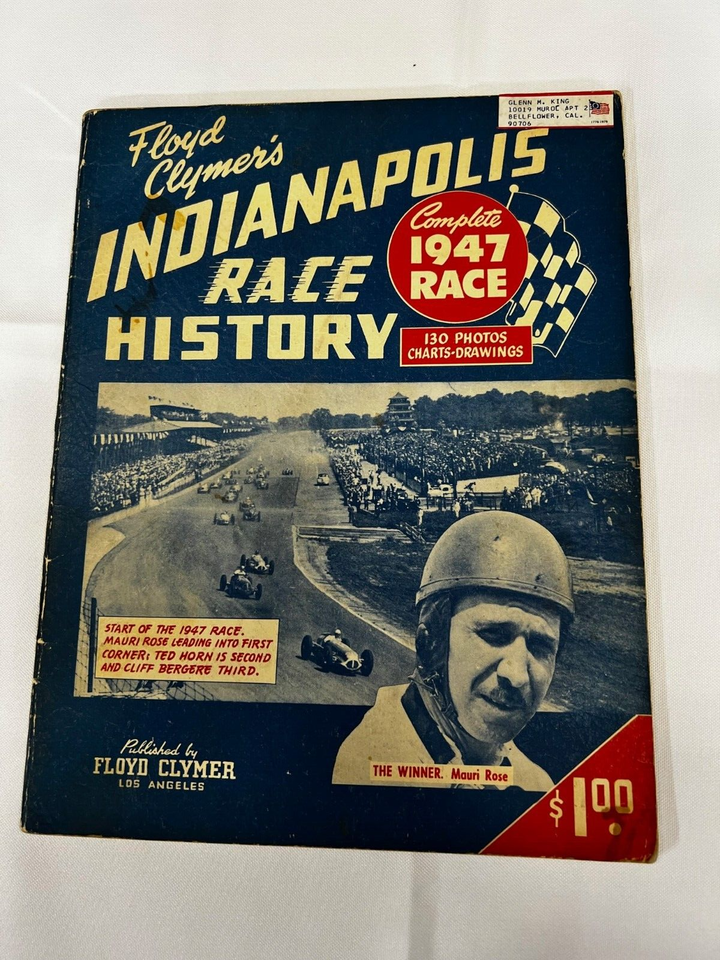 GLENN M. KING
10019 MUROC APT 2
BELLFLOWER, CAL.
90706
Floyd
Clymer's
INDIANAPOLIS
RACE
HISTORY
Complete
1947
RACE
130 PHOTOS
CHARTS-DRAWINGS
START OF THE 1947 RACE.
MAURI ROSE LEADING INTO FIRST
CORNER; TED HORN IS SECOND
AND CLIFF BERGERE THIRD.
Published by
FLOYD CLYMER
LOS ANGELES
THE WINNER. Mauri Rose
$1.00